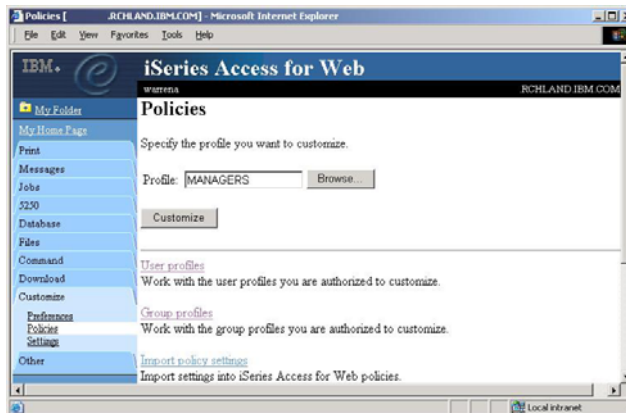 Policies [ .RCHLAND.IBM.COM] - Microsoft Internet Explorer
File Edit View Favorites Tools Help
IBM
iSeries Access for Web
warrena .RCHLAND.IBM.COM
My Folder
My Home Page
Print
Messages
Jobs
5250
Database
Files
Command
Download
Customize
Preferences
Policies
Settings
Other
Policies
Specify the profile you want to customize.
Profile: MANAGERS Browse...
Customize
User profiles
Work with the user profiles you are authorized to customize.
Group profiles
Work with the group profiles you are authorized to customize.
Import policy settings
Import settings into iSeries Access for Web policies.
Local intranet